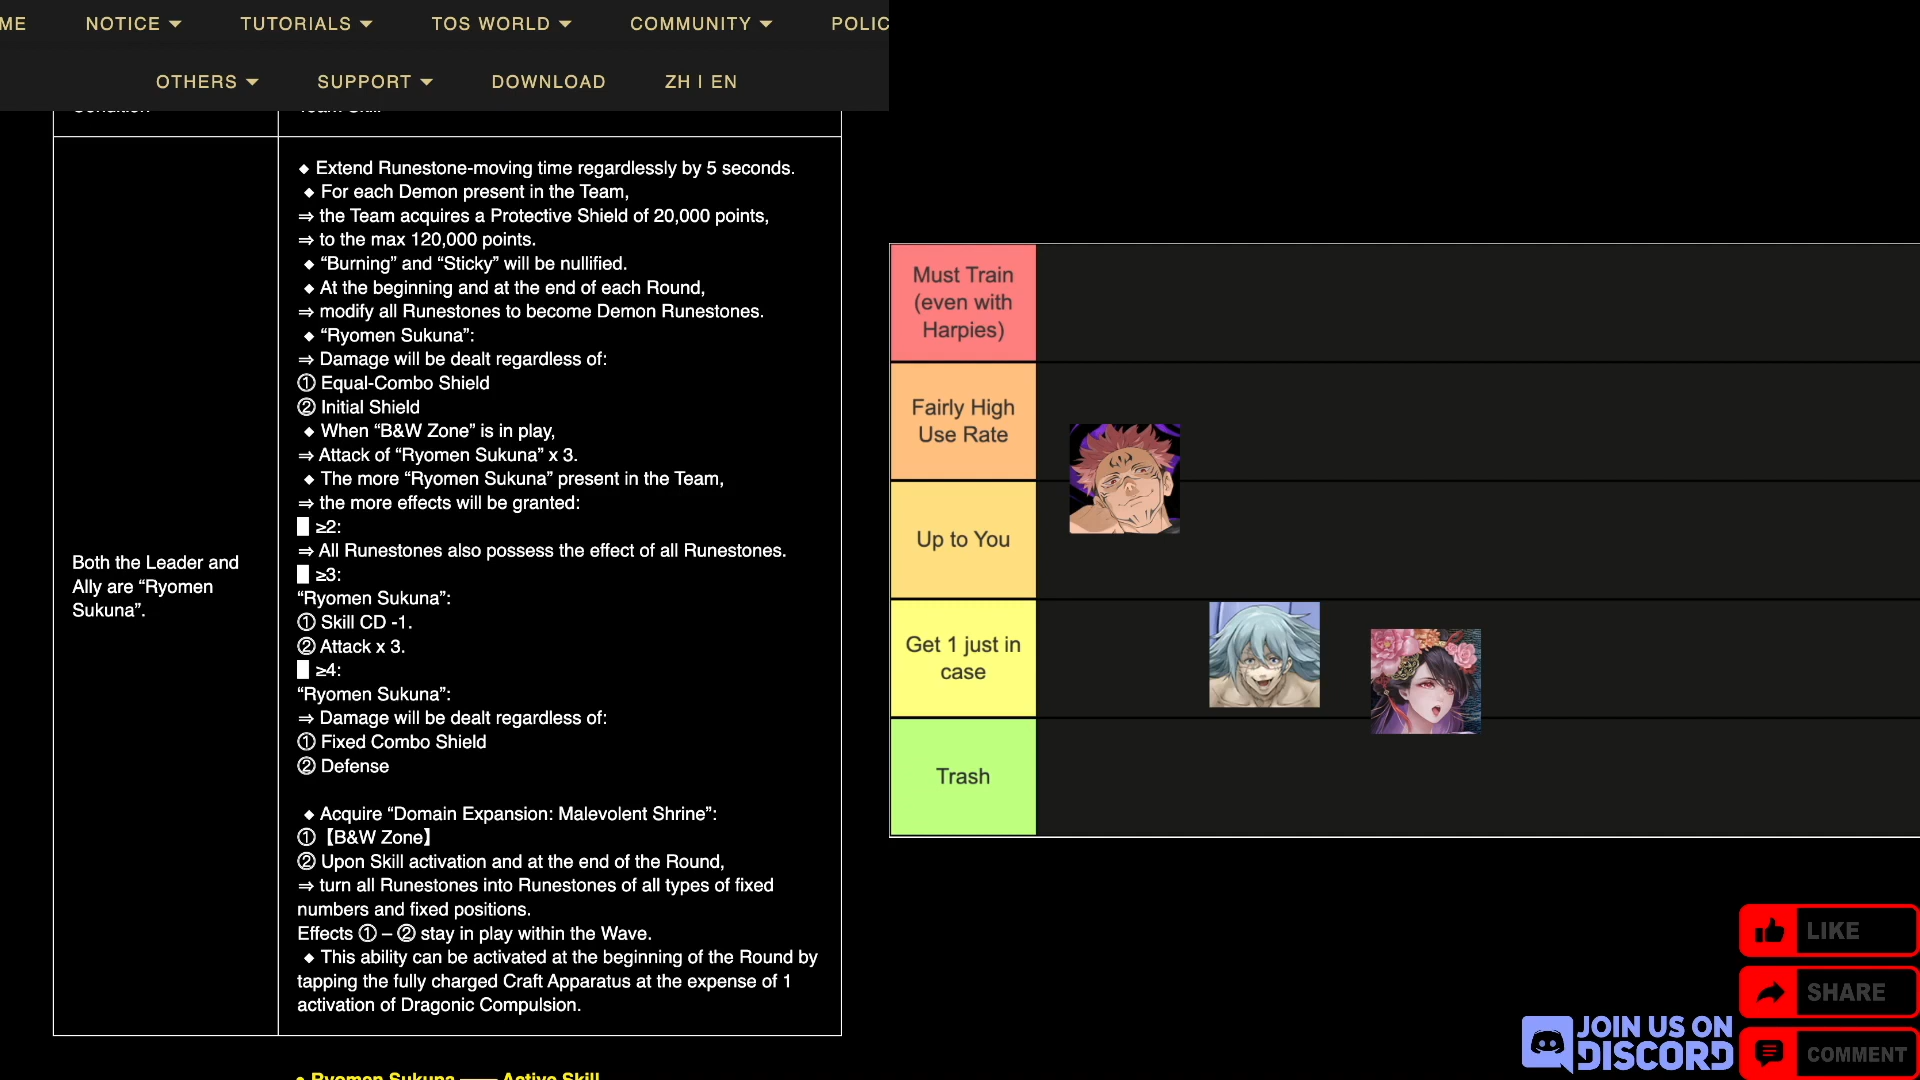 ME NOTICE TUTORIALS TOS WORLD COMMUNITY POLIC
OTHERS SUPPORT DOWNLOAD ZH I EN
Condition Team Skill
Both the Leader and
Ally are “Ryomen
Sukuna”.
◆ Extend Runestone-moving time regardlessly by 5 seconds.
◆ For each Demon present in the Team,
⇒ the Team acquires a Protective Shield of 20,000 points,
⇒ to the max 120,000 points.
◆ “Burning” and “Sticky” will be nullified.
◆ At the beginning and at the end of each Round,
⇒ modify all Runestones to become Demon Runestones.
◆ “Ryomen Sukuna”:
⇒ Damage will be dealt regardless of:
① Equal-Combo Shield
② Initial Shield
◆ When “B&W Zone” is in play,
⇒ Attack of “Ryomen Sukuna” x 3.
◆ The more “Ryomen Sukuna” present in the Team,
⇒ the more effects will be granted:
█ ≥2:
⇒ All Runestones also possess the effect of all Runestones.
█ ≥3:
“Ryomen Sukuna”:
① Skill CD -1.
② Attack x 3.
█ ≥4:
“Ryomen Sukuna”:
⇒ Damage will be dealt regardless of:
① Fixed Combo Shield
② Defense
◆ Acquire “Domain Expansion: Malevolent Shrine”:
①【B&W Zone】
② Upon Skill activation and at the end of the Round,
⇒ turn all Runestones into Runestones of all types of fixed
numbers and fixed positions.
Effects ① – ② stay in play within the Wave.
◆ This ability can be activated at the beginning of the Round by
tapping the fully charged Craft Apparatus at the expense of 1
activation of Dragonic Compulsion.
• Ryomen Sukuna —— Active Skill
Must Train
(even with
Harpies)
Fairly High
Use Rate
Up to You
Get 1 just in
case
Trash
LIKE
SHARE
COMMENT
JOIN US ON
DISCORD